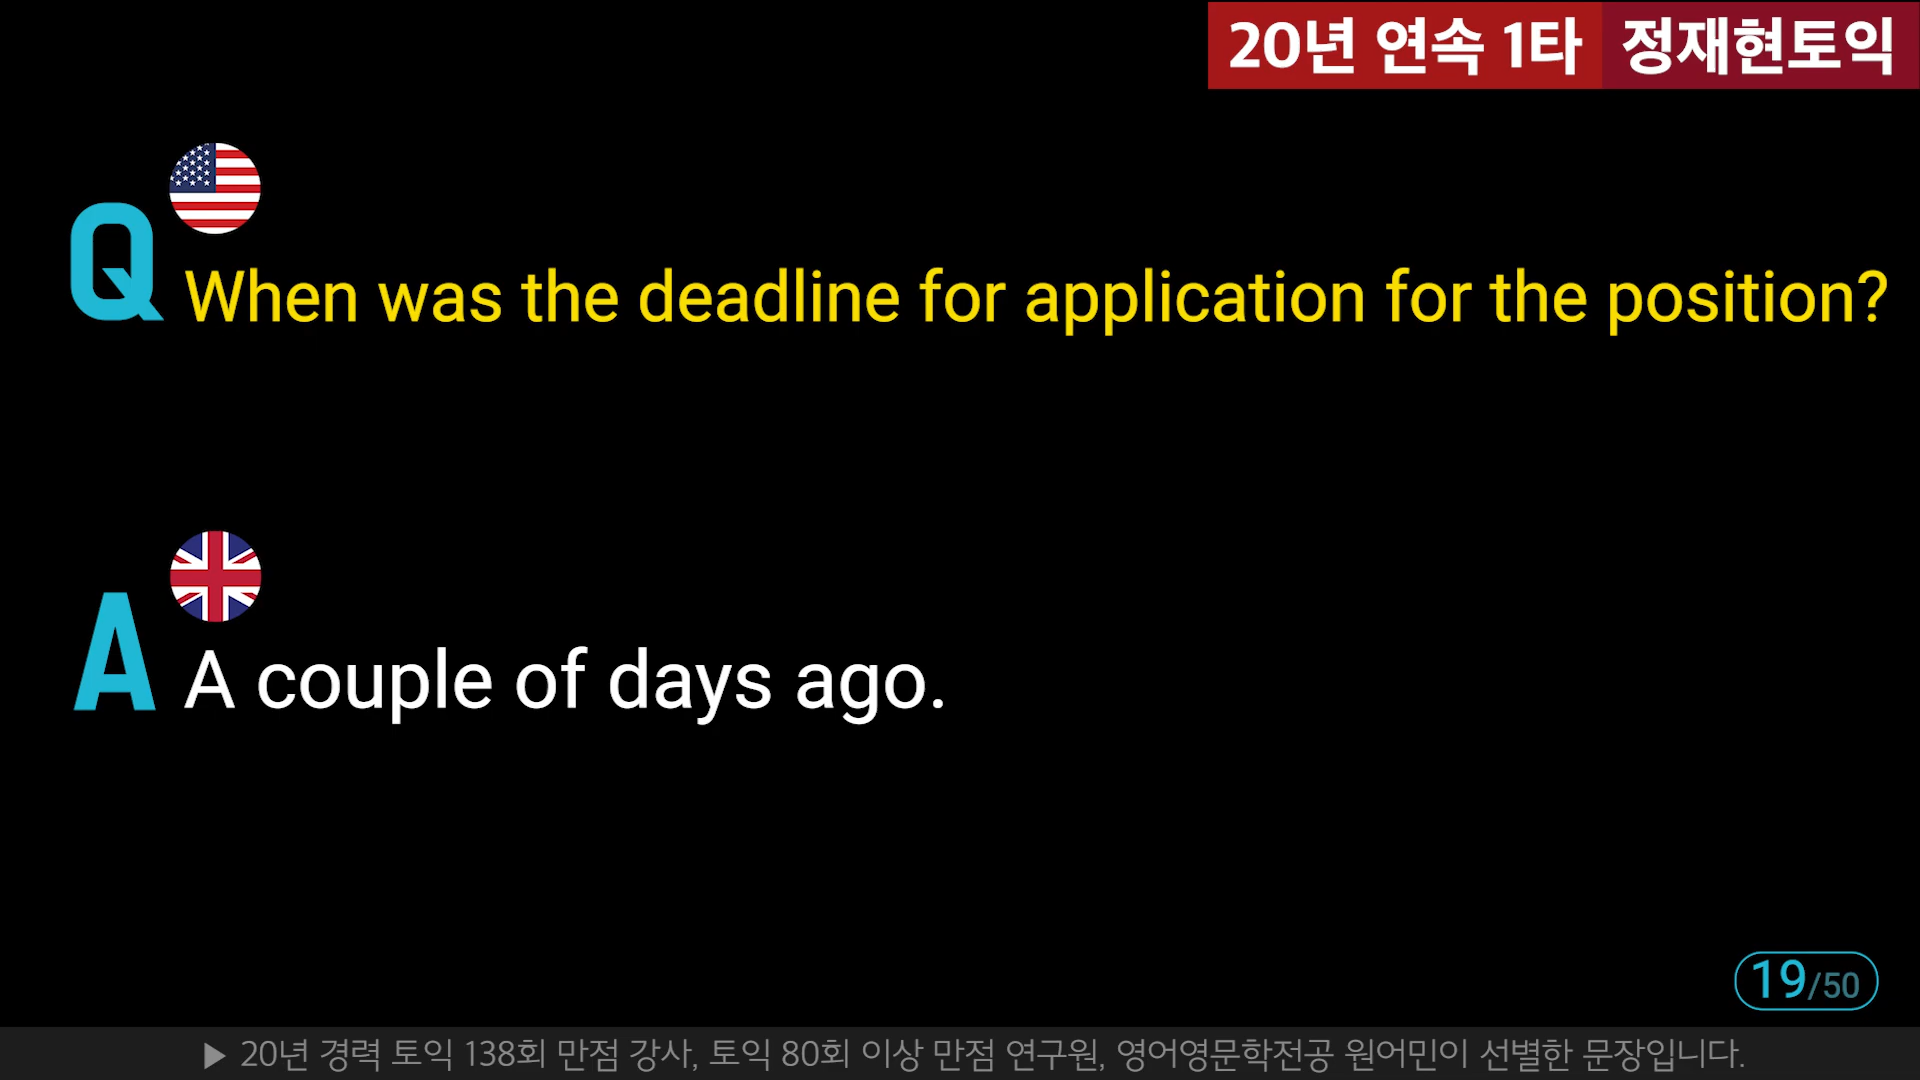 20년 연속 1타 정재현토익
Q When was the deadline for application for the position?
A A couple of days ago.
19/50
▶ 20년 경력 토익 138회 만점 강사, 토익 80회 이상 만점 연구원, 영어영문학전공 원어민이 선별한 문장입니다.